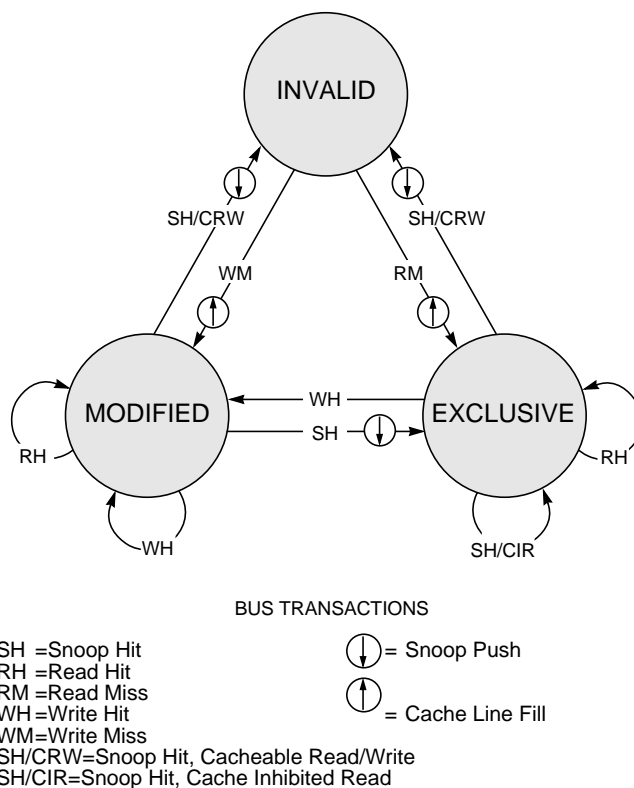 INVALID
SH/CRW
SH/CRW
WM
RM
MODIFIED
EXCLUSIVE
WH
SH
RH
RH
WH
SH/CIR
BUS TRANSACTIONS
SH =Snoop Hit
RH =Read Hit
RM =Read Miss
WH =Write Hit
WM=Write Miss
SH/CRW=Snoop Hit, Cacheable Read/Write
SH/CIR=Snoop Hit, Cache Inhibited Read
= Snoop Push
= Cache Line Fill